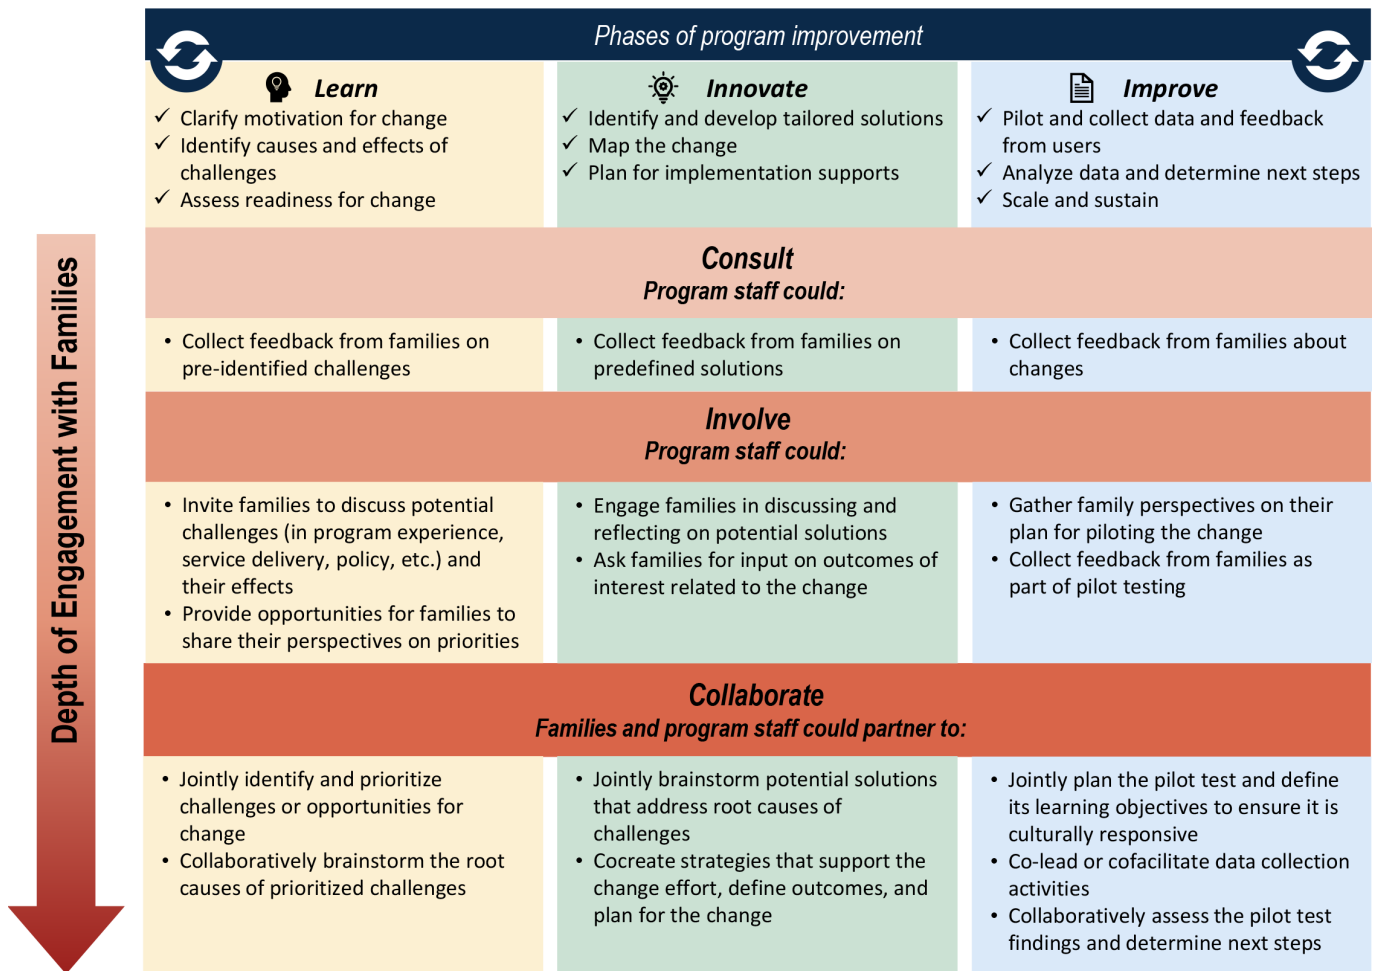 Phases of program improvement
Learn
✓ Clarify motivation for change
✓ Identify causes and effects of
challenges
✓ Assess readiness for change
Innovate
✓ Identify and develop tailored solutions
✓ Map the change
✓ Plan for implementation supports
Improve
✓ Pilot and collect data and feedback
from users
✓ Analyze data and determine next steps
✓ Scale and sustain
Depth of Engagement with Families
Consult
Program staff could:
• Collect feedback from families on
pre-identified challenges
• Collect feedback from families on
predefined solutions
• Collect feedback from families about
changes
Involve
Program staff could:
• Invite families to discuss potential
challenges (in program experience,
service delivery, policy, etc.) and
their effects
• Provide opportunities for families to
share their perspectives on priorities
• Engage families in discussing and
reflecting on potential solutions
• Ask families for input on outcomes of
interest related to the change
• Gather family perspectives on their
plan for piloting the change
• Collect feedback from families as
part of pilot testing
Collaborate
Families and program staff could partner to:
• Jointly identify and prioritize
challenges or opportunities for
change
• Collaboratively brainstorm the root
causes of prioritized challenges
• Jointly brainstorm potential solutions
that address root causes of
challenges
• Cocreate strategies that support the
change effort, define outcomes, and
plan for the change
• Jointly plan the pilot test and define
its learning objectives to ensure it is
culturally responsive
• Co-lead or cofacilitate data collection
activities
• Collaboratively assess the pilot test
findings and determine next steps